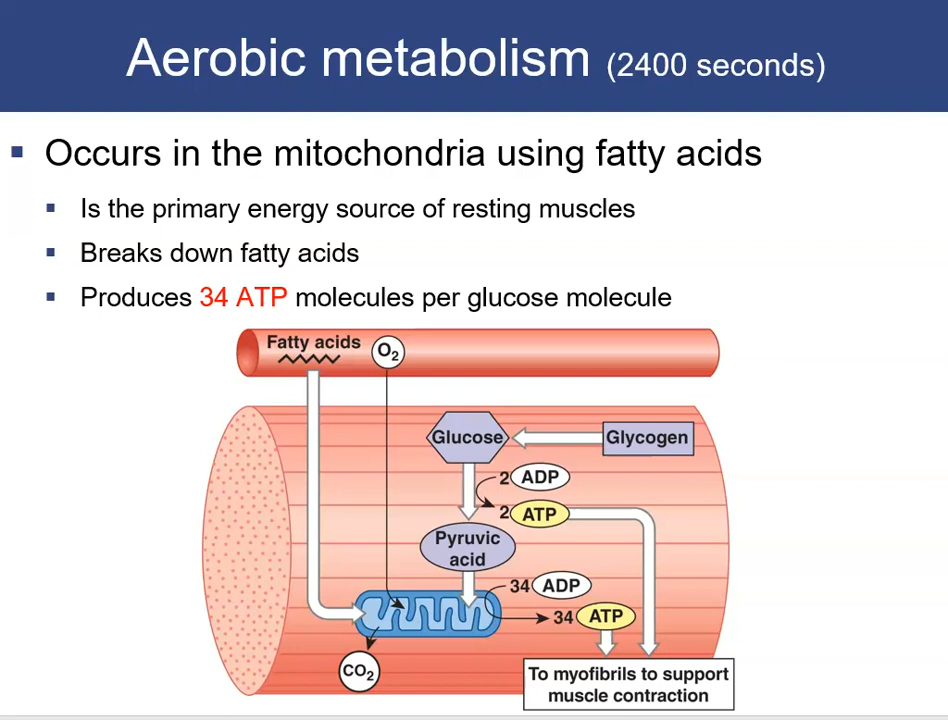 Aerobic metabolism (2400 seconds)
Occurs in the mitochondria using fatty acids
Is the primary energy source of resting muscles
Breaks down fatty acids
Produces 34 ATP molecules per glucose molecule
Fatty acids
O2
Glucose
Glycogen
2 ADP
2 ATP
Pyruvic
acid
34 ADP
34 ATP
CO2
To myofibrils to support
muscle contraction